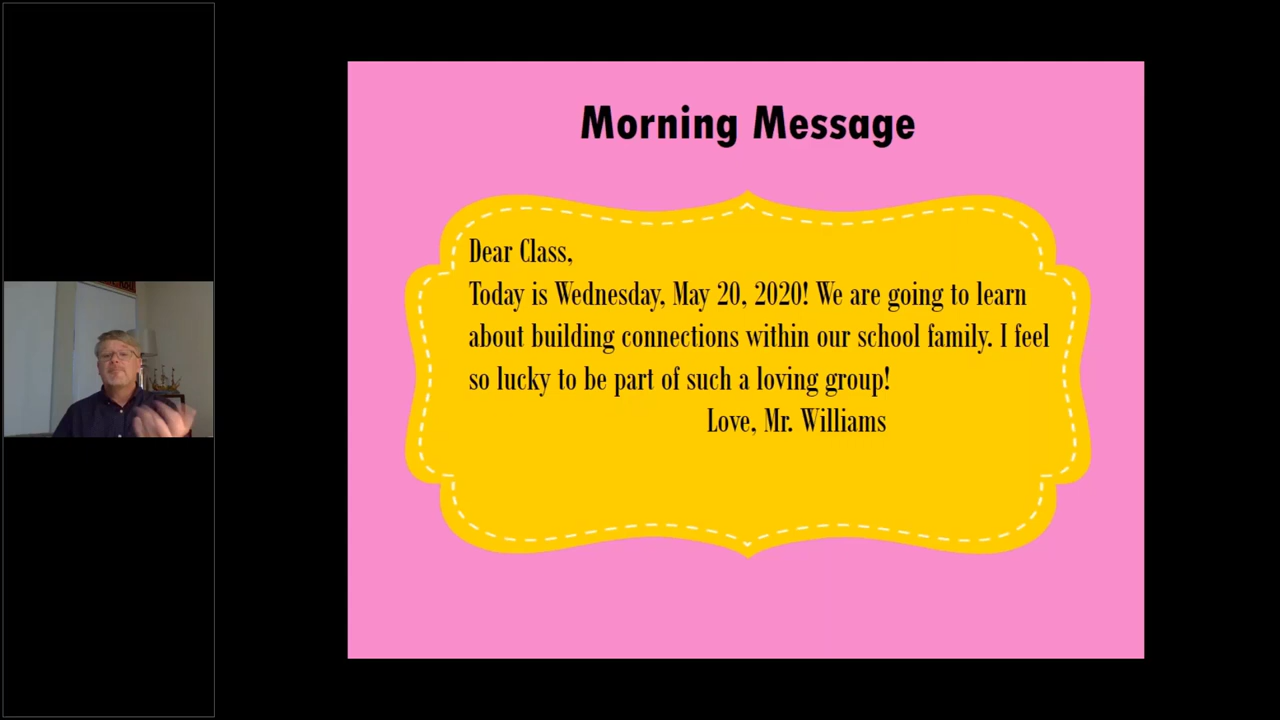 Morning Message
Dear Class,
Today is Wednesday, May 20, 2020! We are going to learn
about building connections within our school family. I feel
so lucky to be part of such a loving group!
Love, Mr. Williams